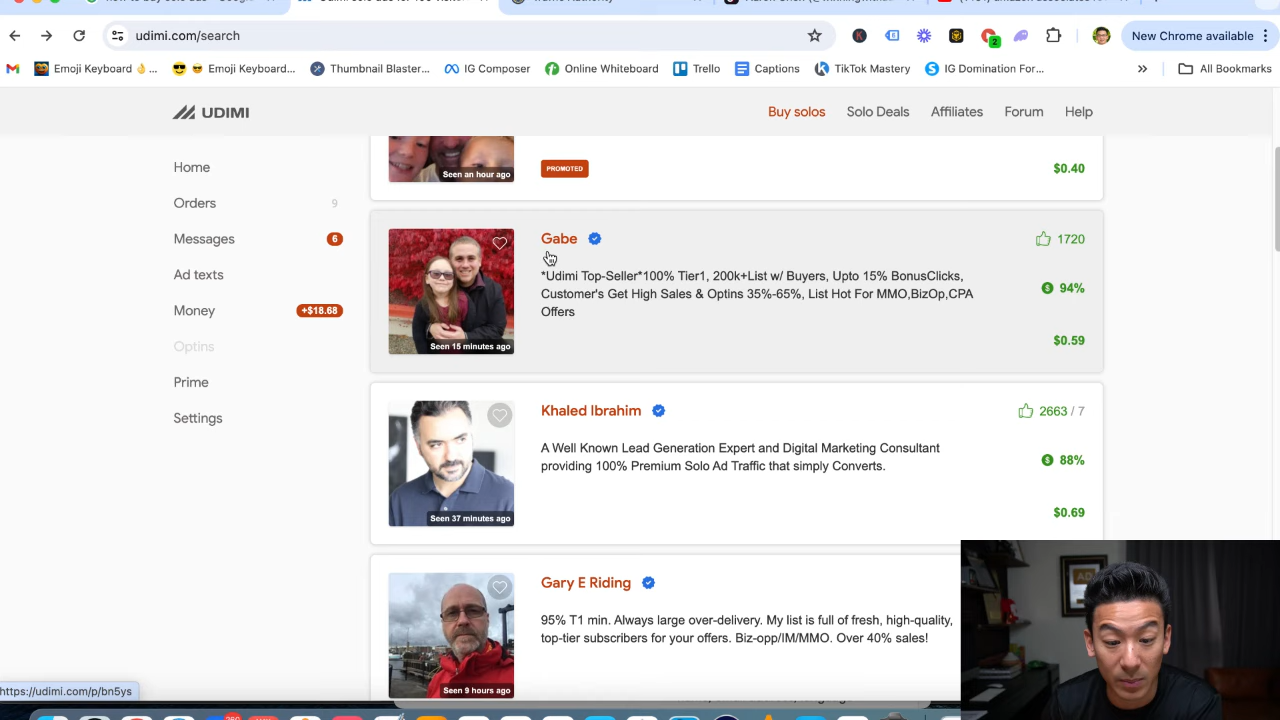 udimi.com/search
New Chrome available
Emoji Keyboard 👌 ...
Emoji Keyboard...
Thumbnail Blaster...
IG Composer
Online Whiteboard
Trello
Captions
TikTok Mastery
IG Domination For...
All Bookmarks
UDIMI
Buy solos
Solo Deals
Affiliates
Forum
Help
Home
Orders 9
Messages 6
Ad texts
Money +$18.68
Optins
Prime
Settings
Seen an hour ago
PROMOTED
$0.40
Gabe
1720
*Udimi Top-Seller*100% Tier1, 200k+List w/ Buyers, Upto 15% BonusClicks,
Customer's Get High Sales & Optins 35%-65%, List Hot For MMO,BizOp,CPA
Offers
94%
$0.59
Seen 15 minutes ago
Khaled Ibrahim
2663 / 7
A Well Known Lead Generation Expert and Digital Marketing Consultant
providing 100% Premium Solo Ad Traffic that simply Converts.
88%
$0.69
Seen 37 minutes ago
Gary E Riding
95% T1 min. Always large over-delivery. My list is full of fresh, high-quality,
top-tier subscribers for your offers. Biz-opp/IM/MMO. Over 40% sales!
Seen 9 hours ago
https://udimi.com/p/bn5ys